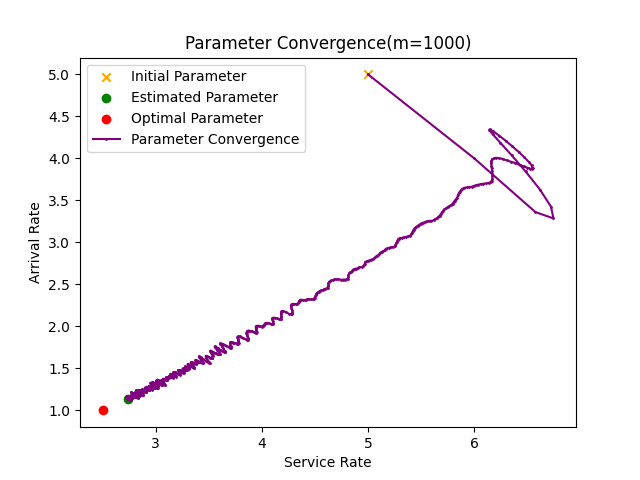 Parameter Convergence(m=1000)
Initial Parameter
Estimated Parameter
Optimal Parameter
Parameter Convergence
5.0
4.5
4.0
3.5
3.0
2.5
2.0
1.5
1.0
Arrival Rate
3 4 5 6
Service Rate